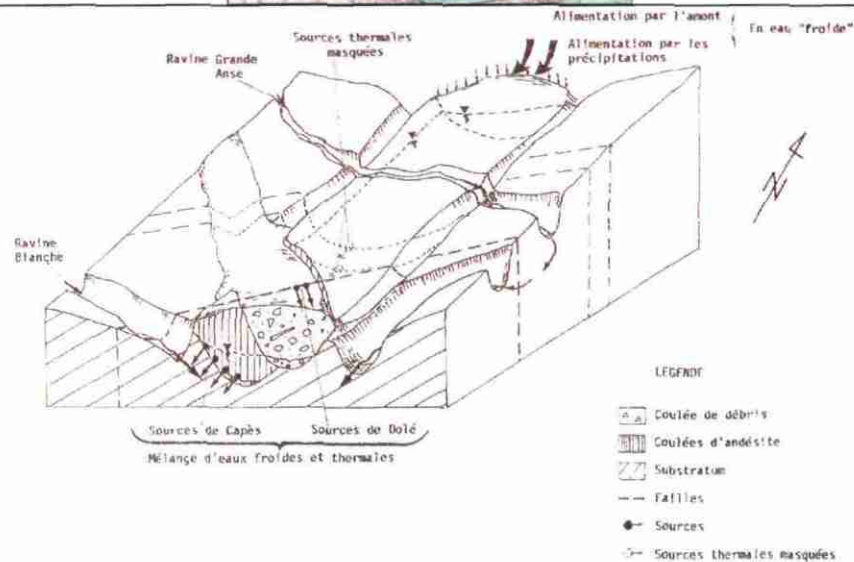 Alimentation par l'amont
En eau "froide"
Alimentation par les
précipitations
Sources thermales
masquées
Ravine Grande
Anse
N
Ravine
Blanche
Sources de Capès
Sources de Dolé
Mélange d'eaux froides et thermales
LEGENDE
Coulée de débris
Coulées d'andésite
Substratum
Failles
Sources
Sources thermales masquées